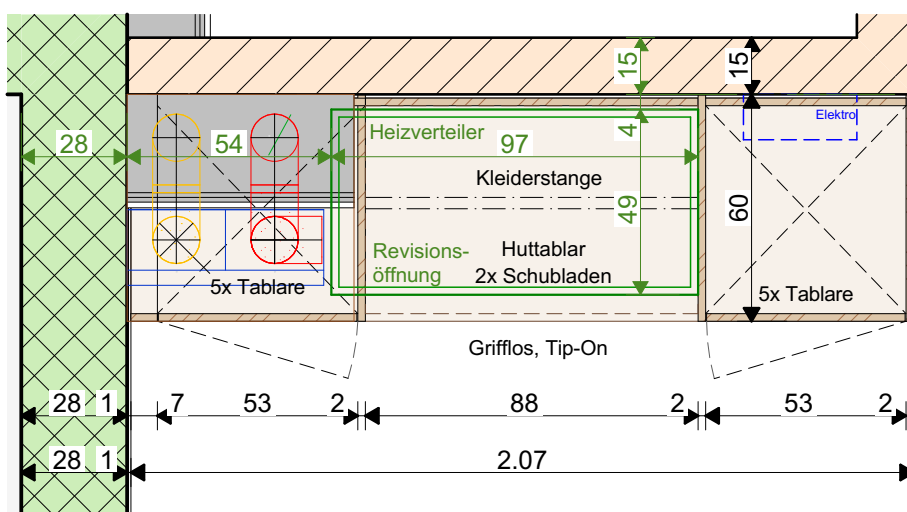 15
15
Elektro
Heizverteiler
4
28
54
97
Kleiderstange
49
60
Revisions-
öffnung
Huttablar
2x Schubladen
5x Tablare
5x Tablare
Grifflos, Tip-On
28 1 7 53 2 88 2 53 2
28 1 2.07